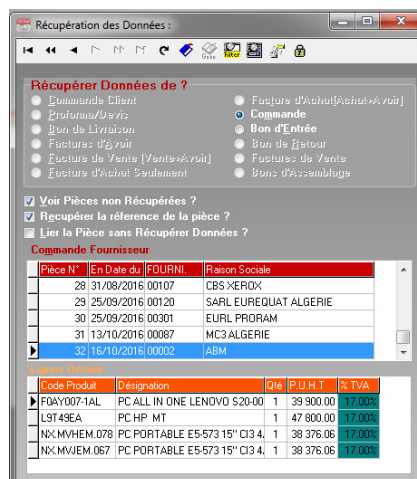 Récupération des Données :
Goto
Filter
Récupérer Données de ?
Commande Client
Facture d'Achat[Achat+Avoir]
Proforma/Devis
Commande
Bon de Livraison
Bon d'Entrée
Factures d'Avoir
Bon de Retour
Facture de Vente [Vente+Avoir]
Factures de Vente
Facture d'Achat Seulement
Bons d'Assemblage
Voir Pièces non Récupérées ?
Recupérer la réference de la pièce ?
Lier la Pièce sans Récupérer Données ?
Commande Fournisseur
Pièce N° En Date du FOURNI. Raison Sociale
28 31/08/2016 00107 CBS XEROX
29 25/09/2016 00120 SARL EUREQUAT ALGERIE
30 25/09/2016 00301 EURL PRORAM
31 13/10/2016 00087 MC3 ALGERIE
32 16/10/2016 00002 ABM
Lignes Détails
Code Produit Désignation Qté P.U.H.T % TVA
F0AY007-1AL PC ALL IN ONE LENOVO S20-00 1 39 900.00 17.00%
L9T49EA PC HP MT 1 47 800.00 17.00%
NX.MVHEM.078 PC PORTABLE E5-573 15" CI3 4. 1 38 376.06 17.00%
NX.MVJEM.067 PC PORTABLE E5-573 15" CI3 4. 1 38 376.06 17.00%